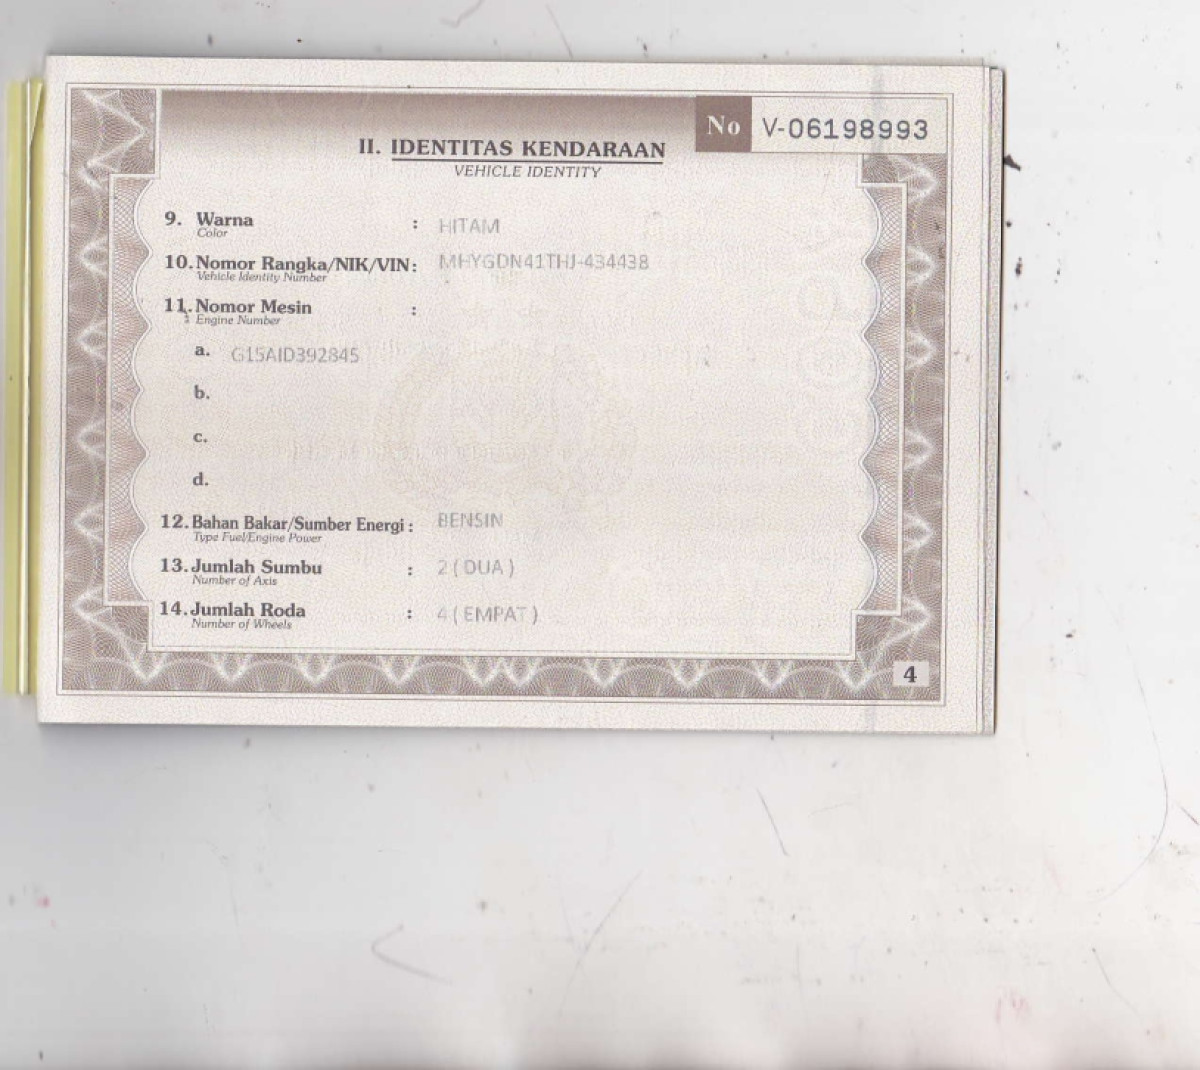 No V-06198993
II. IDENTITAS KENDARAAN
VEHICLE IDENTITY
9. Warna : HITAM
Color
10. Nomor Rangka/NIK/VIN: MHYGDN41THJ-434438
Vehicle Identity Number
11. Nomor Mesin :
Engine Number
a. G15AID392845
b.
c.
d.
12. Bahan Bakar/Sumber Energi : BENSIN
Type Fuel/Engine Power
13. Jumlah Sumbu : 2 ( DUA )
Number of Axis
14. Jumlah Roda : 4 ( EMPAT )
Number of Wheels
4